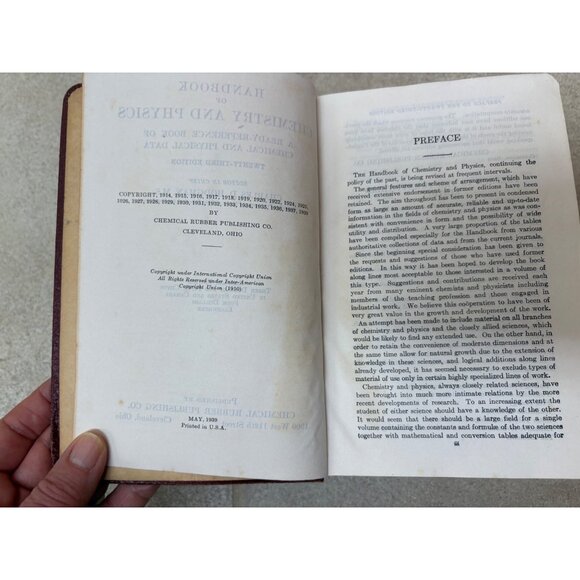 COPYRIGHT, 1914, 1915, 1916, 1917, 1918, 1919, 1920, 1922, 1924, 1925,
1926, 1927, 1928, 1929, 1930, 1931, 1932, 1933, 1934, 1935, 1936, 1937, 1939
BY
CHEMICAL RUBBER PUBLISHING CO.
CLEVELAND, OHIO
Copyright under International Copyright Union
All Rights Reserved under Inter-American
Copyright Union (1910)
MAY, 1939
Printed in U.S.A.
PREFACE
THE Handbook of Chemistry and Physics, continuing the
policy of the past, is being revised at frequent intervals.
The general features and scheme of arrangement, which have
received extensive endorsement in former editions have been
retained. The aim throughout has been to present in condensed
form as large an amount of accurate, reliable and up-to-date
information in the fields of chemistry and physics as was con-
sistent with convenience in form and the possibility of wide
utility and distribution. A very large proportion of the tables
have been compiled especially for the Handbook from various
authoritative collections of data and from the current journals.
Since the beginning special consideration has been given to
the requests and suggestions of those who have used former
editions. In this way it has been hoped to develop the book
along lines most acceptable to those interested in a volume of
this type. Suggestions and contributions are received each
year from many eminent chemists and physicists including
members of the teaching profession and those engaged in
industrial work. We believe this coöperation to have been of
very great value in the growth and development of the work.
An attempt has been made to include material on all branches
of chemistry and physics and the closely allied sciences, which
would be likely to find any extended use. On the other hand, in
order to retain the convenience of moderate dimensions and at
the same time allow for natural growth due to the extension of
knowledge in these sciences, and logical additions along lines
already developed, it has seemed necessary to exclude types of
material of use only in certain highly specialized lines of work.
Chemistry and physics, always closely related sciences, have
been brought into much more intimate relations by the more
recent developments of research. To an increasing extent the
student of either science should have a knowledge of the other.
It would seem that there should be a large field for a single
volume containing the constants and formulæ of the two sciences
together with mathematical and conversion tables adequate for